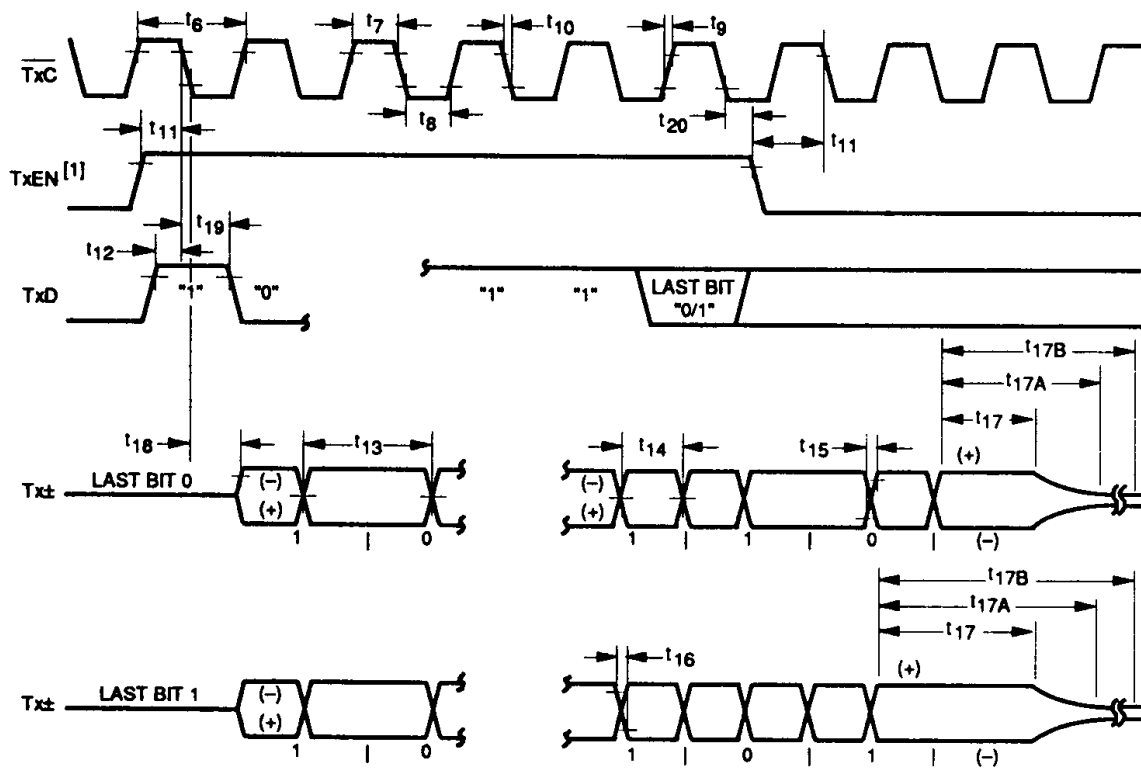 t6 t7 t10 t9
TxC
t11 t8 t20 t11
TxEN [1]
t19
t12
TxD "1" "0" "1" "1" LAST BIT "0/1"
t17B
t17A
t18 t13 t14 t15 t17
Tx± LAST BIT 0 (–) (+) (–) (+) (+) (–)
1 | 0 1 | 1 | 0 |
t17B
t17A
t16 t17
Tx± LAST BIT 1 (–) (+) (+) (–)
1 | 0 1 | 0 | 1 |